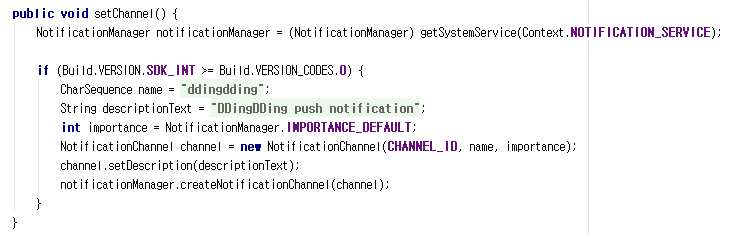 public void setChannel() {
    NotificationManager notificationManager = (NotificationManager) getSystemService(Context.NOTIFICATION_SERVICE);

    if (Build.VERSION.SDK_INT >= Build.VERSION_CODES.O) {
        CharSequence name = "ddingdding";
        String descriptionText = "DDingDDing push notification";
        int importance = NotificationManager.IMPORTANCE_DEFAULT;
        NotificationChannel channel = new NotificationChannel(CHANNEL_ID, name, importance);
        channel.setDescription(descriptionText);
        notificationManager.createNotificationChannel(channel);
    }
}